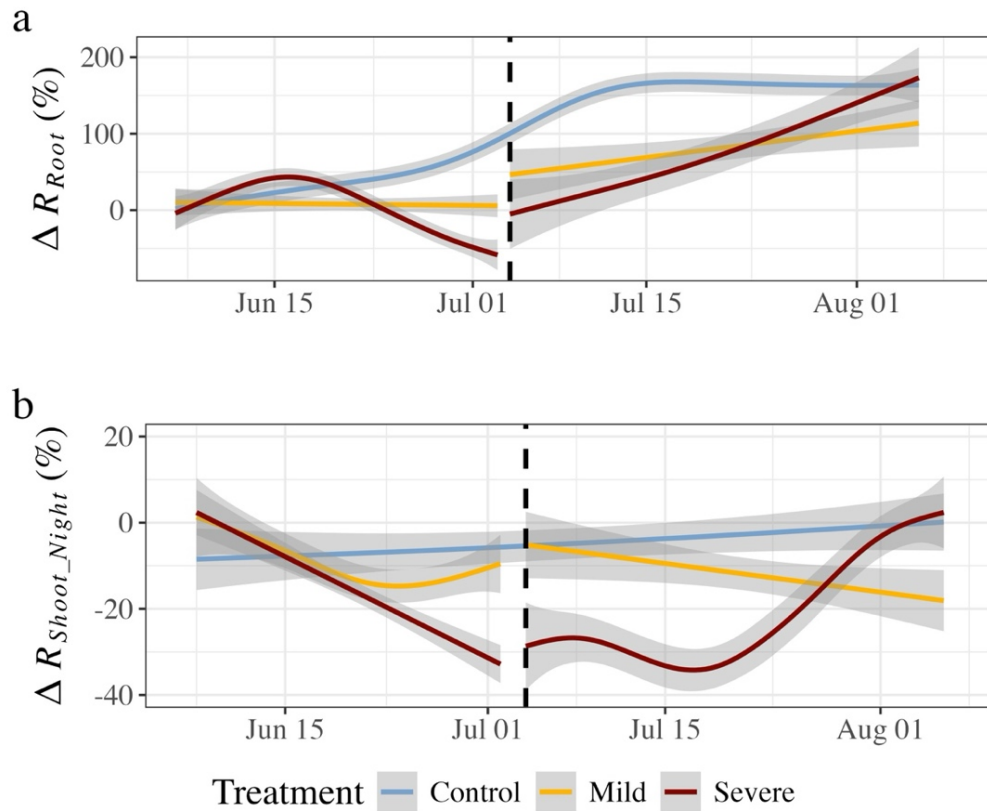 a
Δ R_Root (%)
200
100
0
Jun 15 Jul 01 Jul 15 Aug 01
b
Δ R_Shoot_Night (%)
20
0
-20
-40
Jun 15 Jul 01 Jul 15 Aug 01
Treatment Control Mild Severe